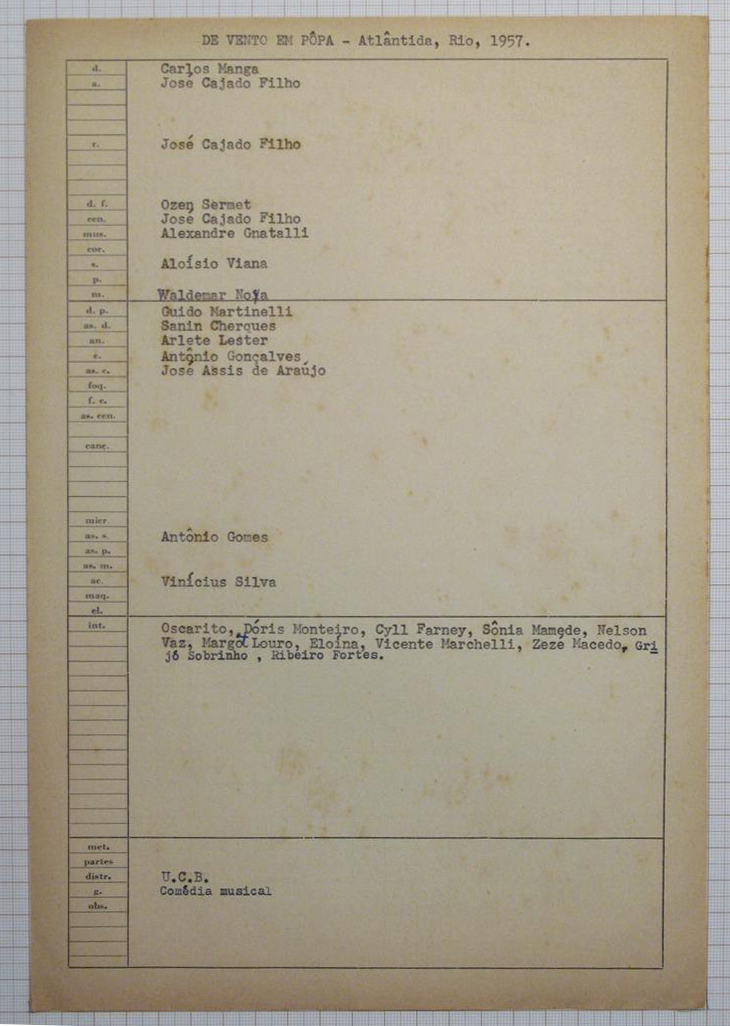 DE VENTO EM PÔPA - Atlântida, Rio, 1957.
d. Carlos Manga
a. José Cajado Filho
r. José Cajado Filho
d. f. Ozen Sermet
cen. José Cajado Filho
mus. Alexandre Gnatalli
cor.
s. Aloísio Viana
p.
m. Waldemar Noya
d. p. Guido Martinelli
as. d. Sanin Cherques
an. Arlete Lester
c. Antônio Gonçalves
as. c. José Assis de Araújo
foq.
f. c.
as. cen.
canç.
micr.
as. s. Antônio Gomes
as. p.
as. m.
ac. Vinícius Silva
maq.
el.
int. Oscarito, Dóris Monteiro, Cyll Farney, Sônia Mamede, Nelson
Vaz, Margot Louro, Eloína, Vicente Marchelli, Zezé Macedo, Gri
jó Sobrinho , Ribeiro Fortes.
met.
partes
distr. U.C.B.
g. Comédia musical
obs.